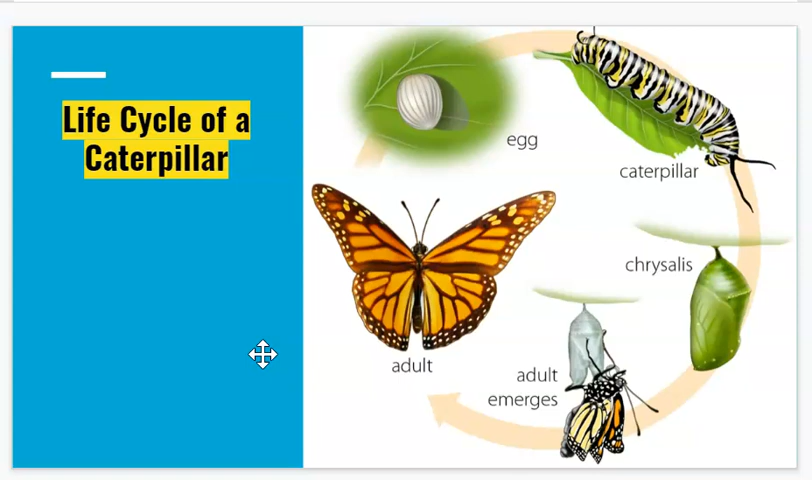 Life Cycle of a
Caterpillar
egg
caterpillar
chrysalis
adult
emerges
adult